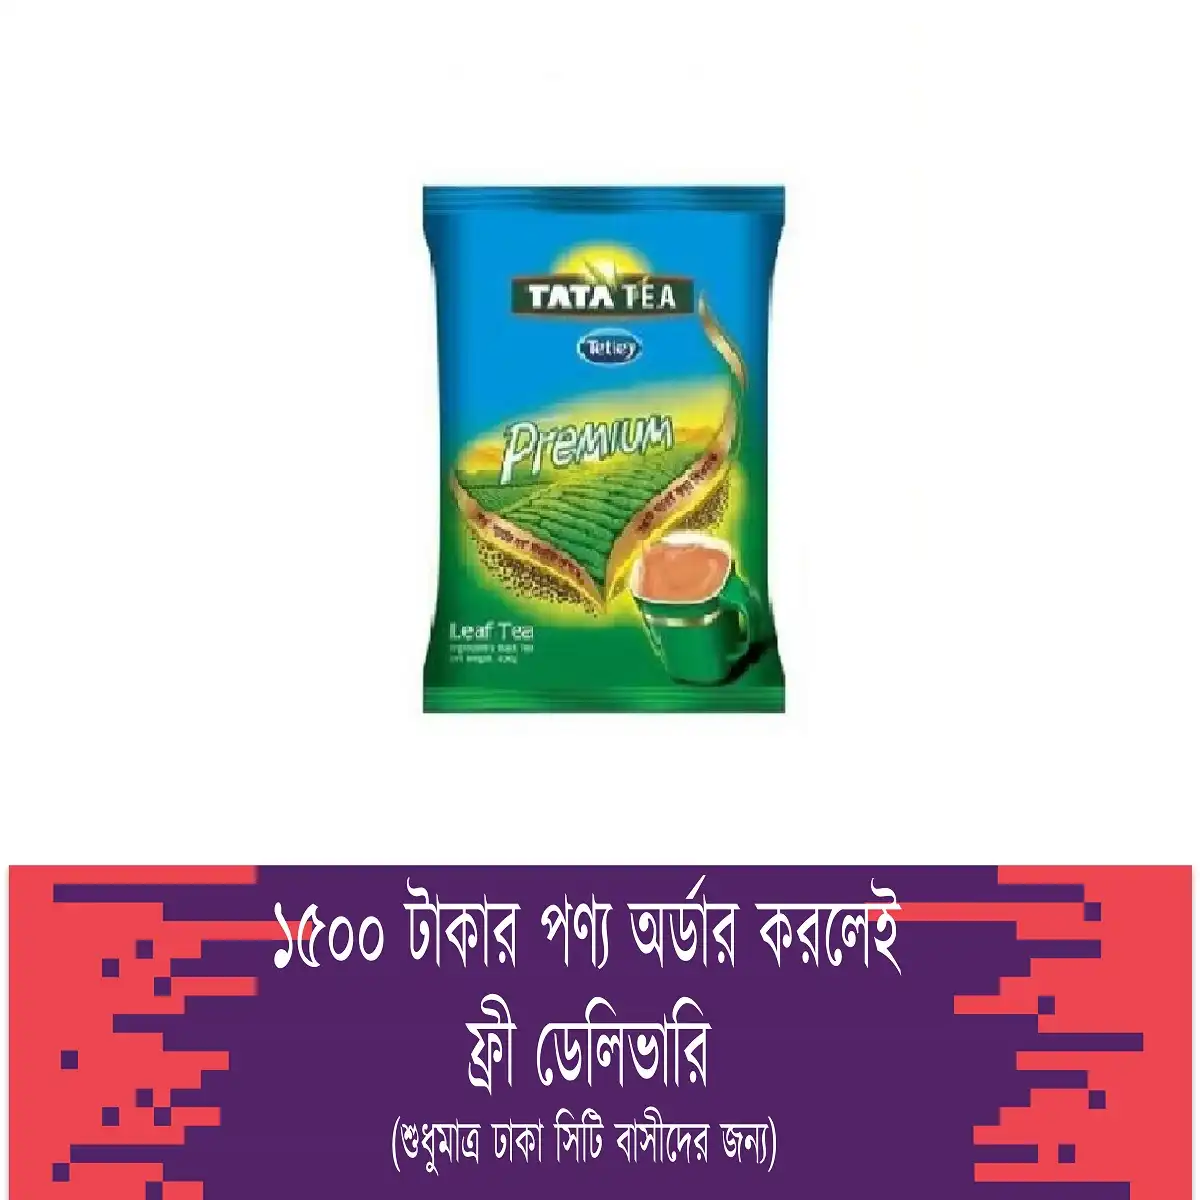 TATA TEA
Tetley
Premium
Leaf Tea
১৫০০ টাকার পণ্য অর্ডার করলেই
ফ্রী ডেলিভারি
(শুধুমাত্র ঢাকা সিটি বাসীদের জন্য)